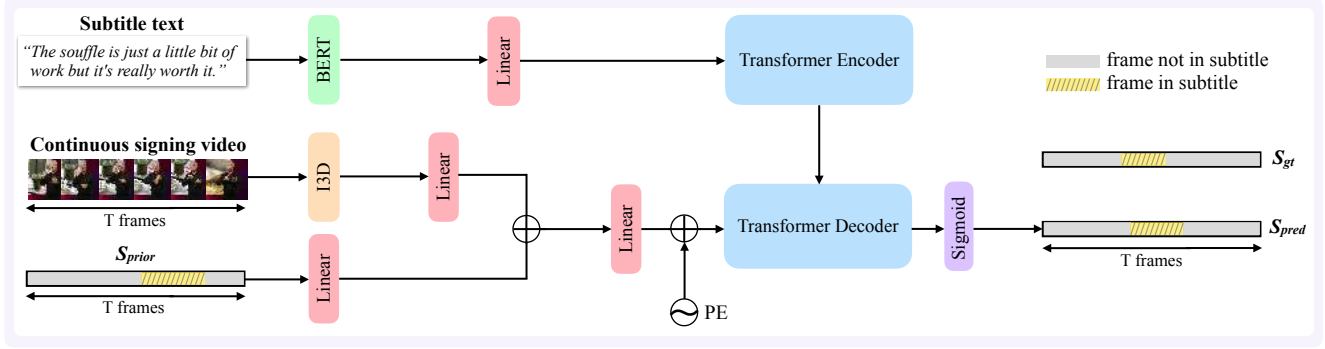 Subtitle text
“The souffle is just a little bit of
work but it's really worth it.”
BERT
Linear
Transformer Encoder
frame not in subtitle
frame in subtitle
Continuous signing video
T frames
I3D
Linear
S_prior
T frames
Linear
Linear
PE
Transformer Decoder
Sigmoid
S_gt
S_pred
T frames